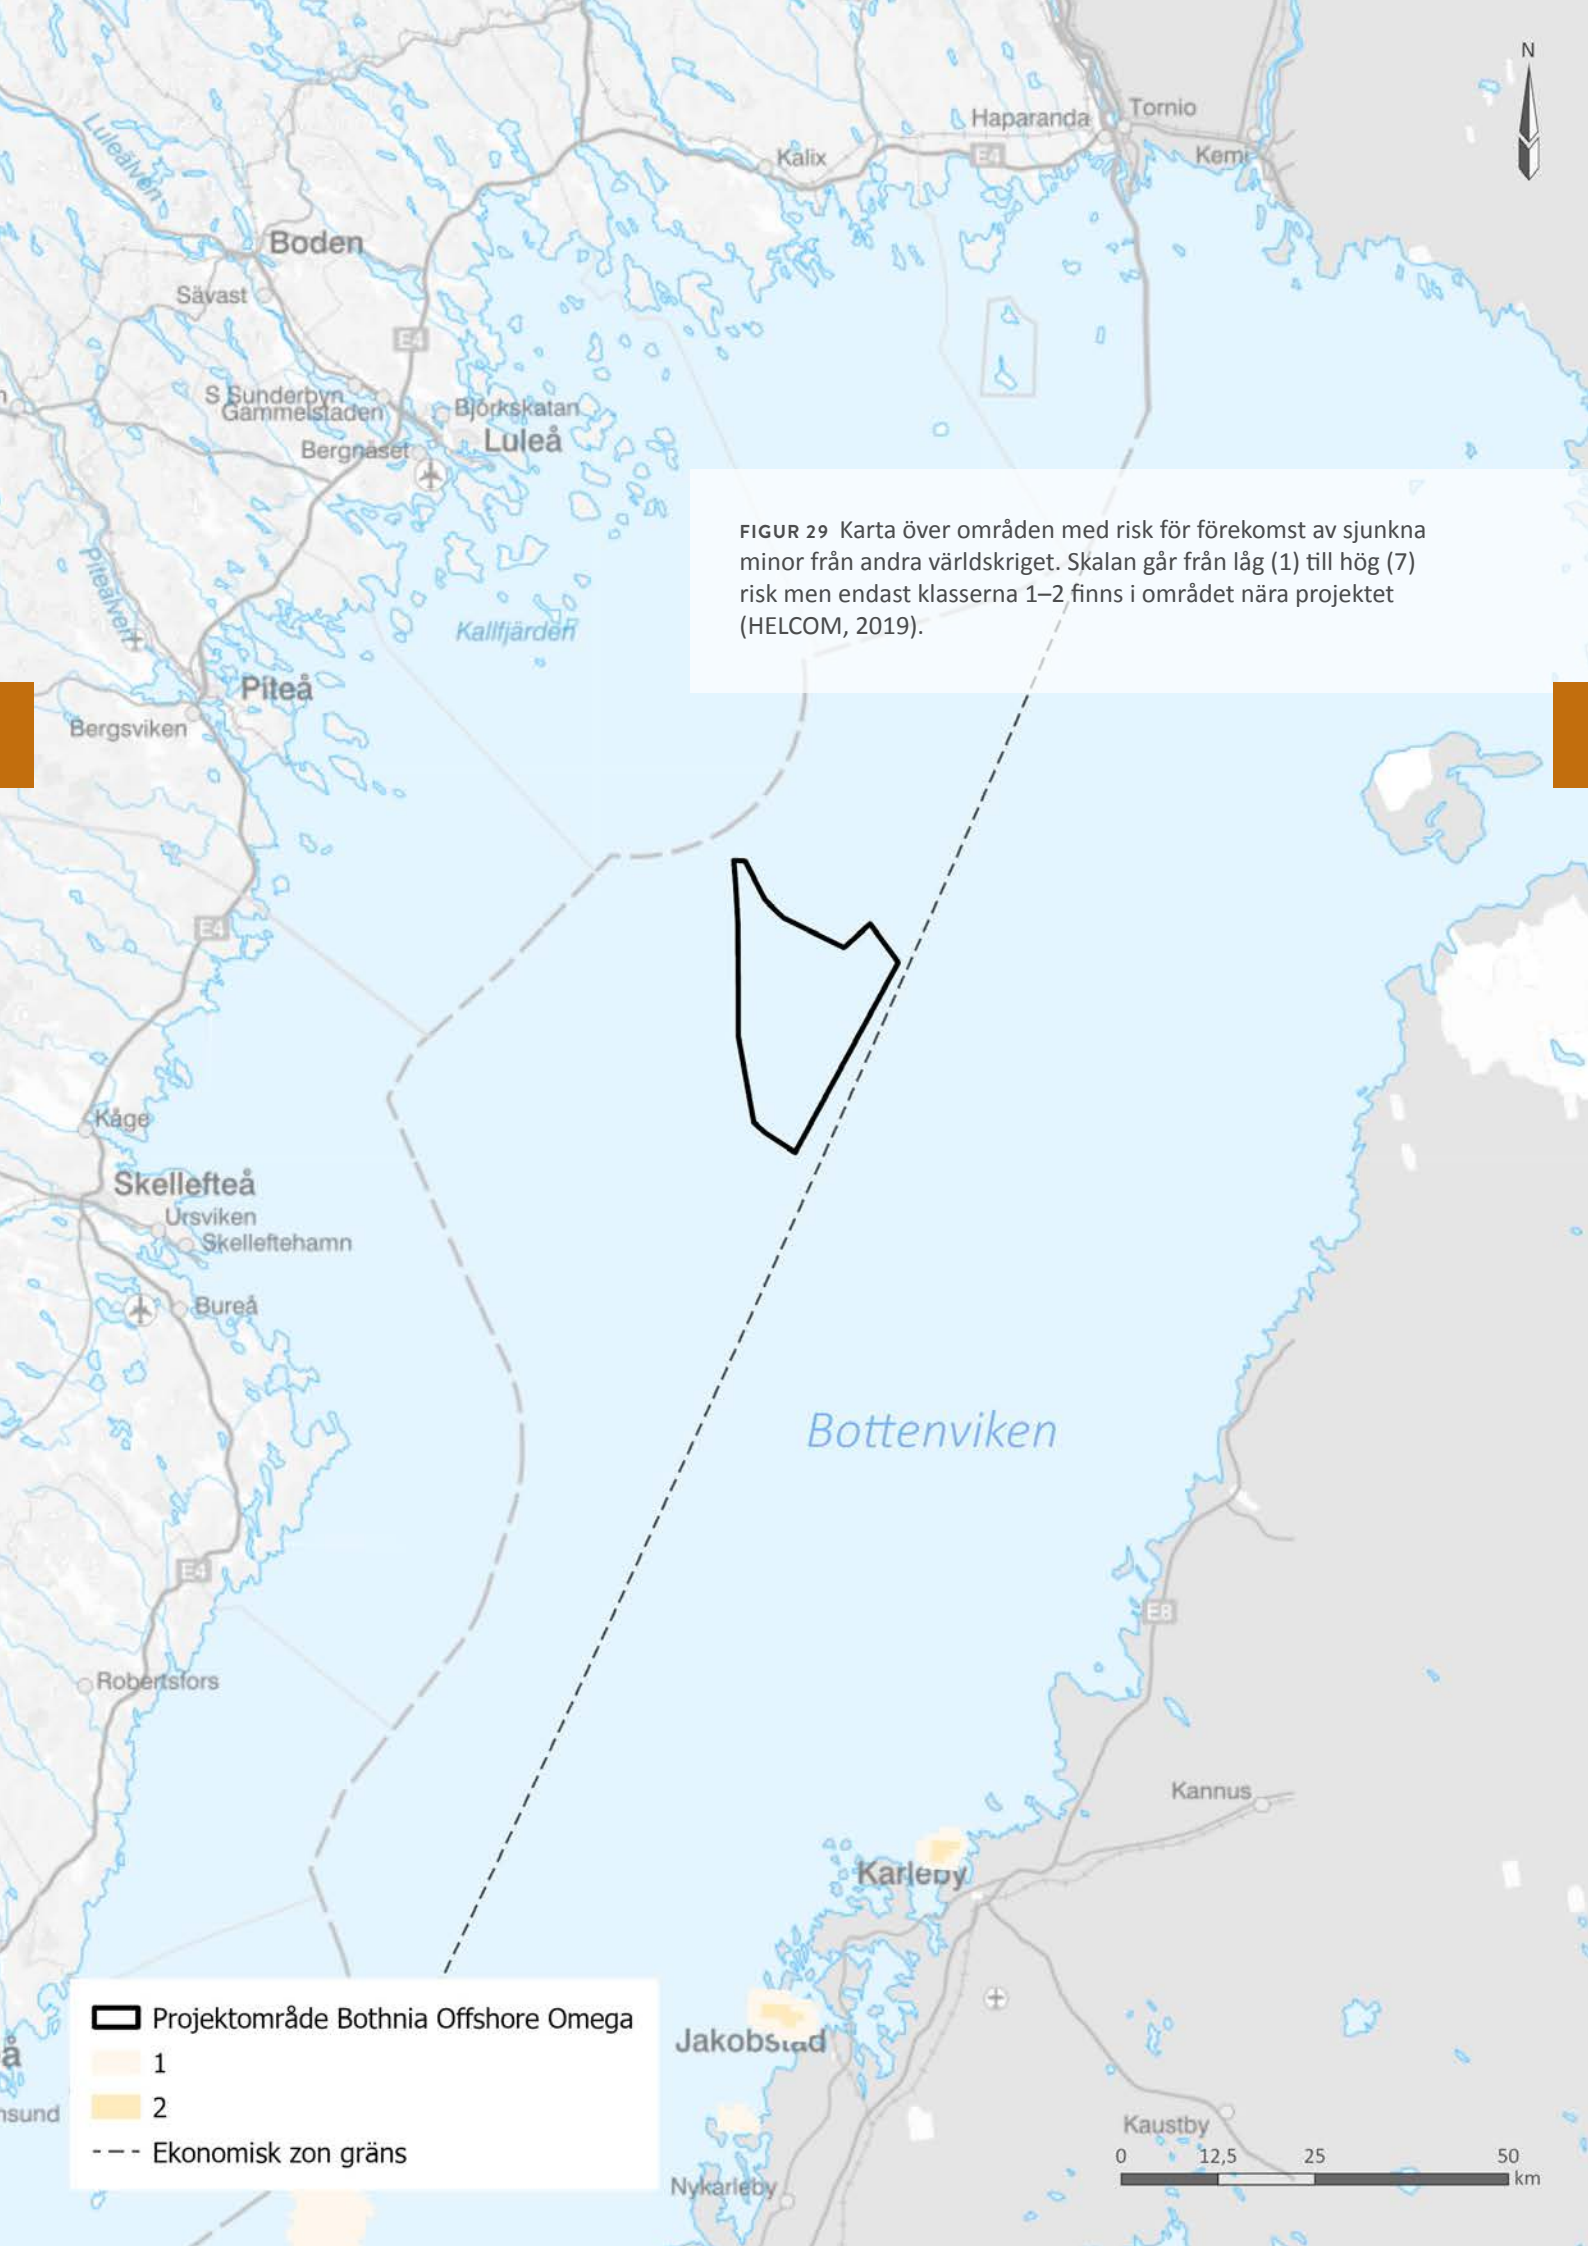 N
Haparanda
Tornio
E4
Kemi
Kalix
Luleälven
Boden
Sävast
E4
S Sunderbyn
Gammelstaden
Björkskatan
Luleå
Bergnäset
FIGUR 29 Karta över områden med risk för förekomst av sjunkna
minor från andra världskriget. Skalan går från låg (1) till hög (7)
risk men endast klasserna 1–2 finns i området nära projektet
(HELCOM, 2019).
Piteälven
Kallfjärden
Piteå
Bergsviken
E4
Kåge
Skellefteå
Ursviken
Skelleftehamn
Bureå
Bottenviken
E4
E8
Robertsfors
Kannus
Karleby
Projektområde Bothnia Offshore Omega
1
2
Ekonomisk zon gräns
å
nsund
Jakobstad
Kaustby
Nykarleby
0 12,5 25 50
km